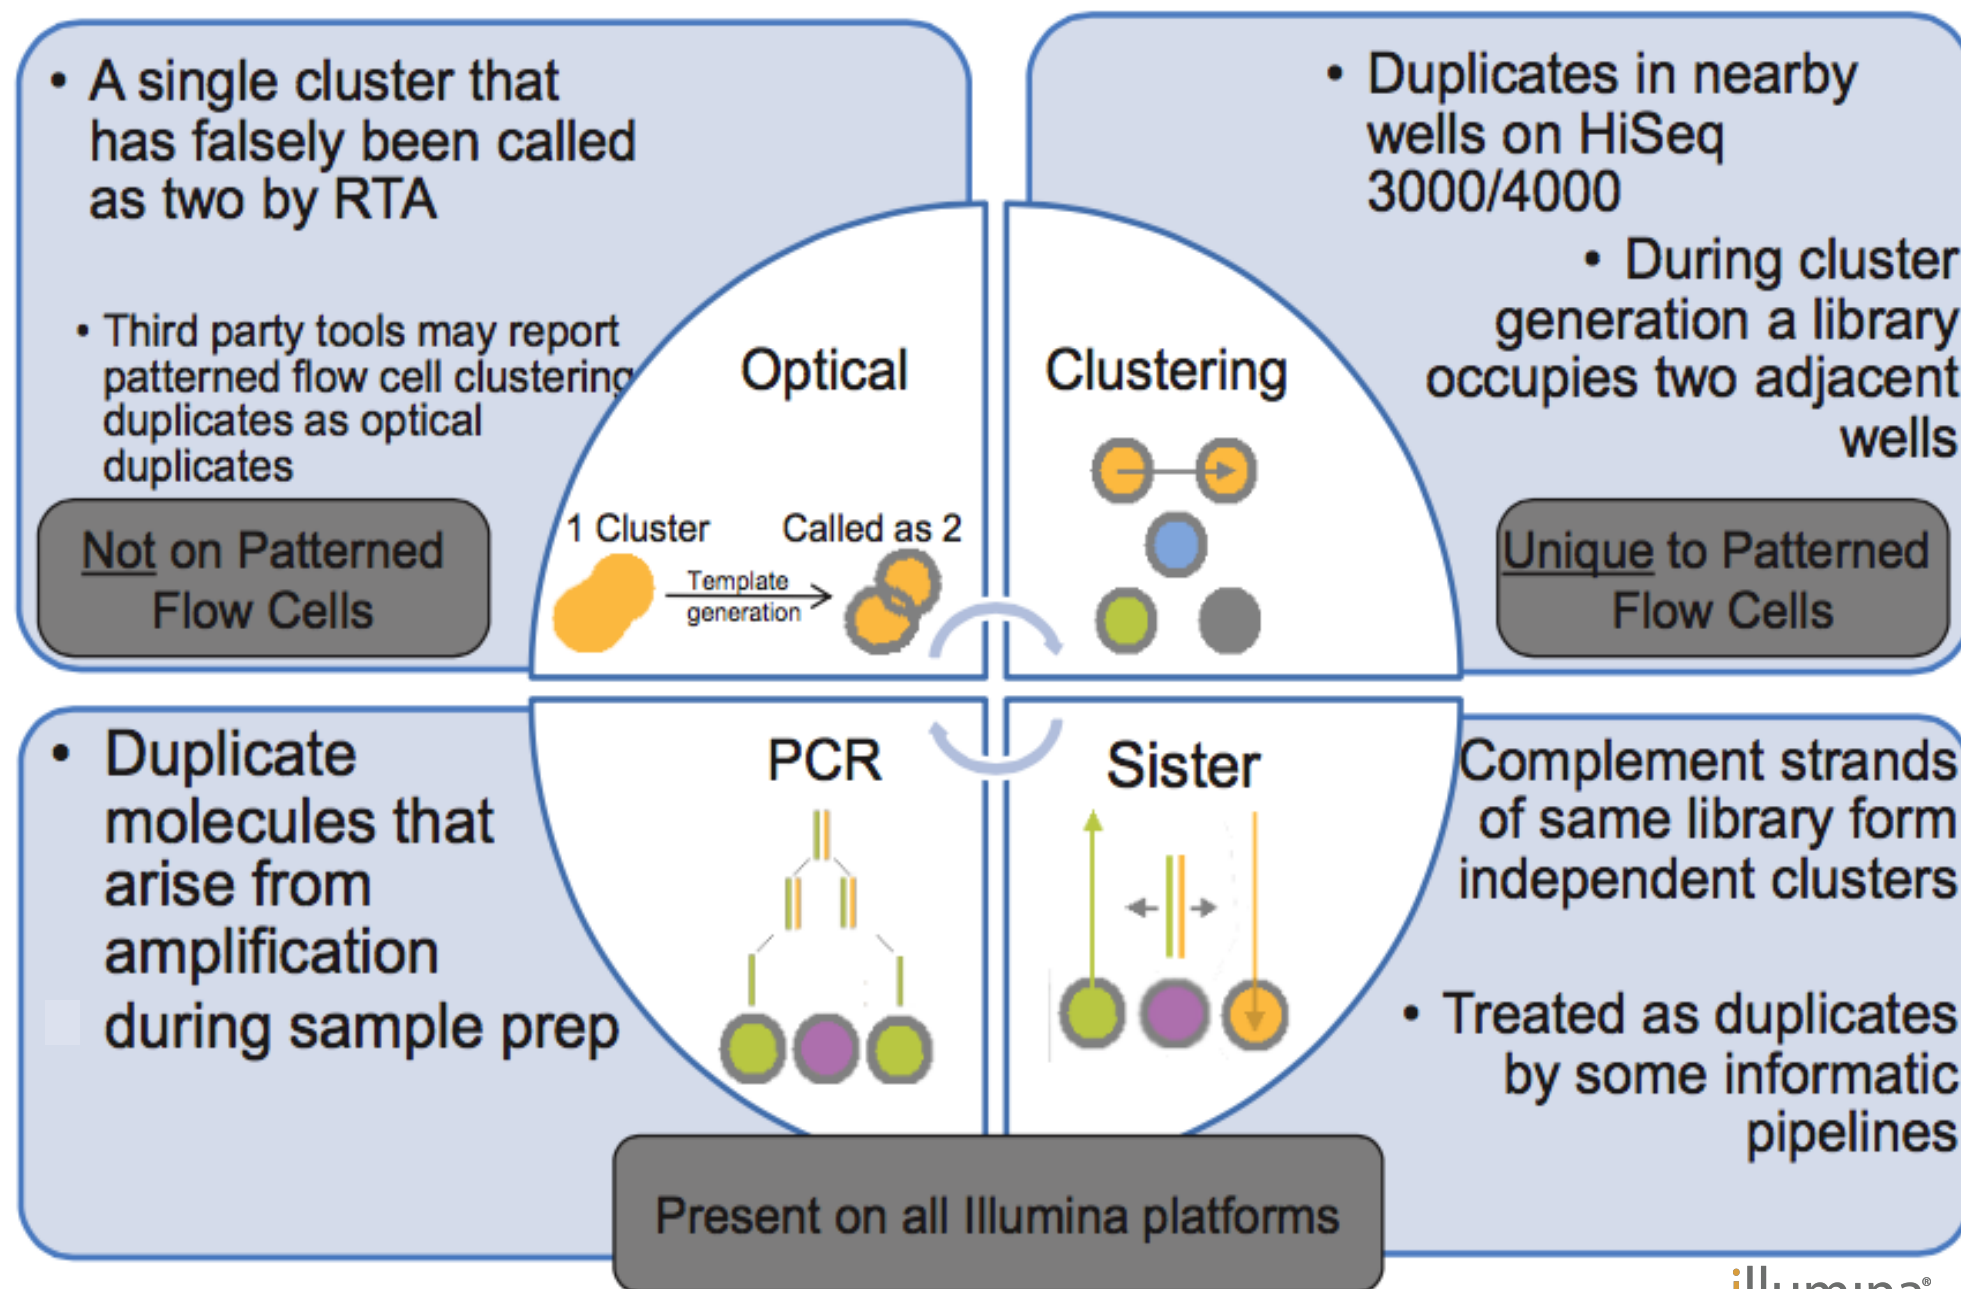 • A single cluster that
has falsely been called
as two by RTA
• Third party tools may report
patterned flow cell clustering
duplicates as optical
duplicates
Not on Patterned
Flow Cells
• Duplicates in nearby
wells on HiSeq
3000/4000
• During cluster
generation a library
occupies two adjacent
wells
Unique to Patterned
Flow Cells
Optical
1 Cluster
Called as 2
Template
generation
Clustering
• Duplicate
molecules that
arise from
amplification
during sample prep
PCR
Sister
Complement strands
of same library form
independent clusters
• Treated as duplicates
by some informatic
pipelines
Present on all Illumina platforms
illumina®